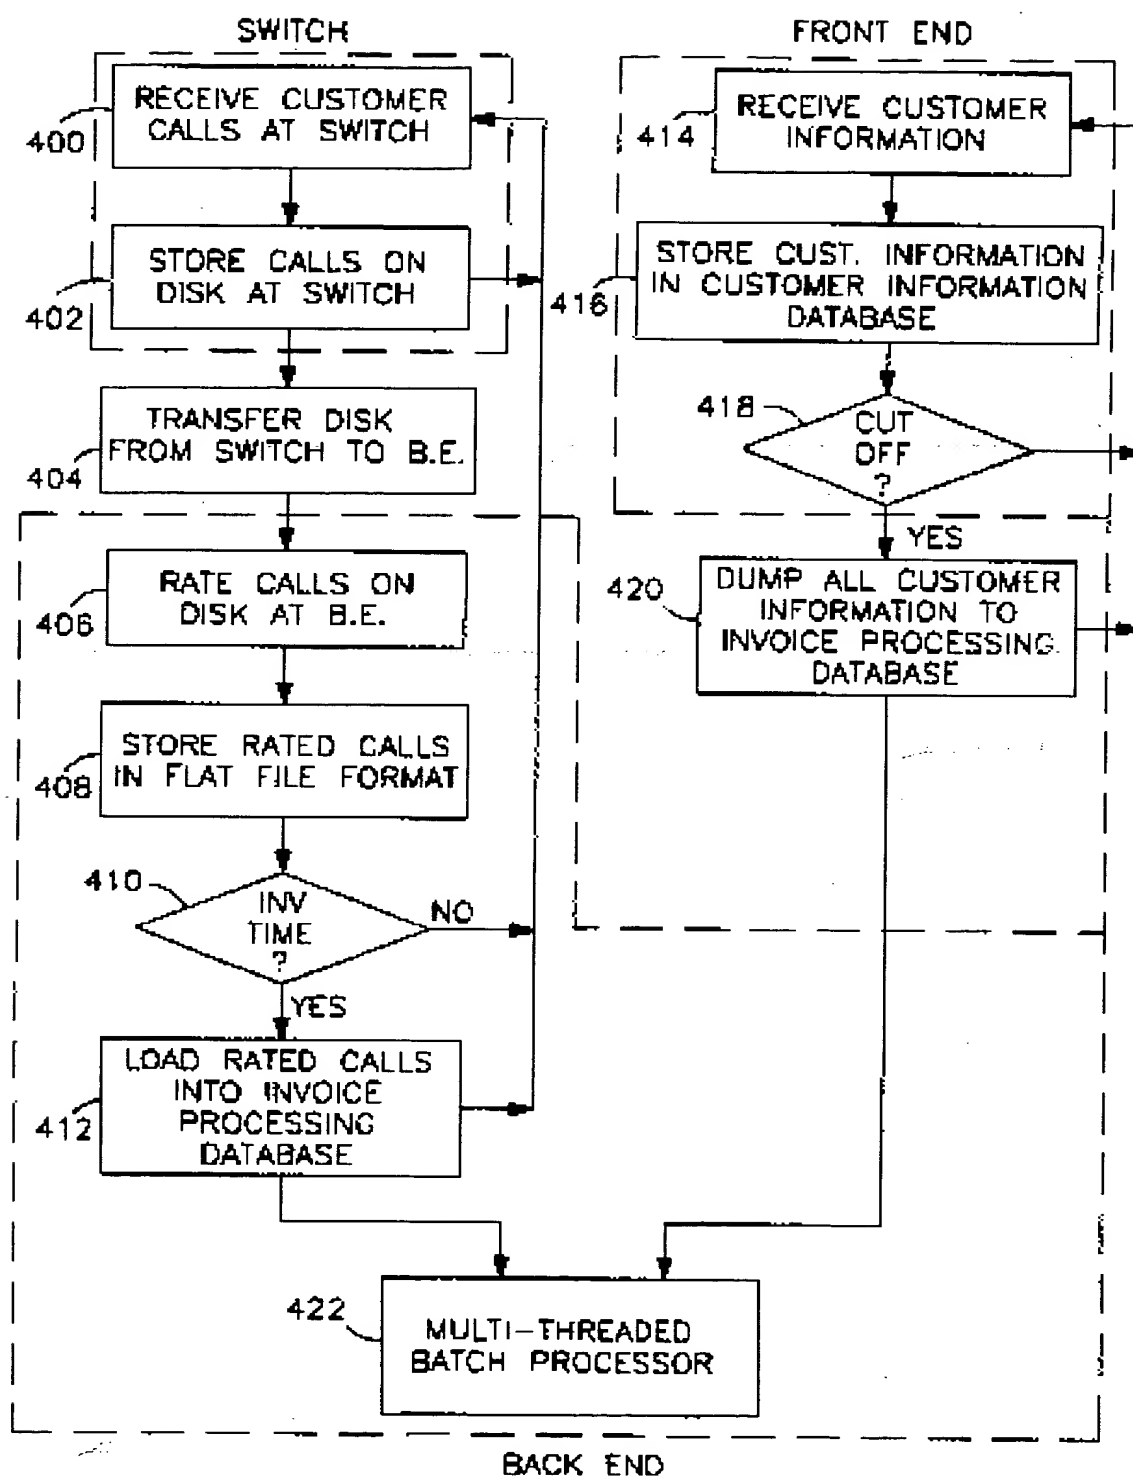 SWITCH
RECEIVE CUSTOMER
CALLS AT SWITCH
400
STORE CALLS ON
DISK AT SWITCH
402
TRANSFER DISK
FROM SWITCH TO B.E.
404
RATE CALLS ON
DISK AT B.E.
406
STORE RATED CALLS
IN FLAT FILE FORMAT
408
410
INV
TIME
?
NO
YES
LOAD RATED CALLS
INTO INVOICE
PROCESSING
DATABASE
412
FRONT END
RECEIVE CUSTOMER
INFORMATION
414
STORE CUST. INFORMATION
IN CUSTOMER INFORMATION
DATABASE
416
418
CUT
OFF
?
YES
DUMP ALL CUSTOMER
INFORMATION TO
INVOICE PROCESSING
DATABASE
420
422
MULTI-THREADED
BATCH PROCESSOR
BACK END